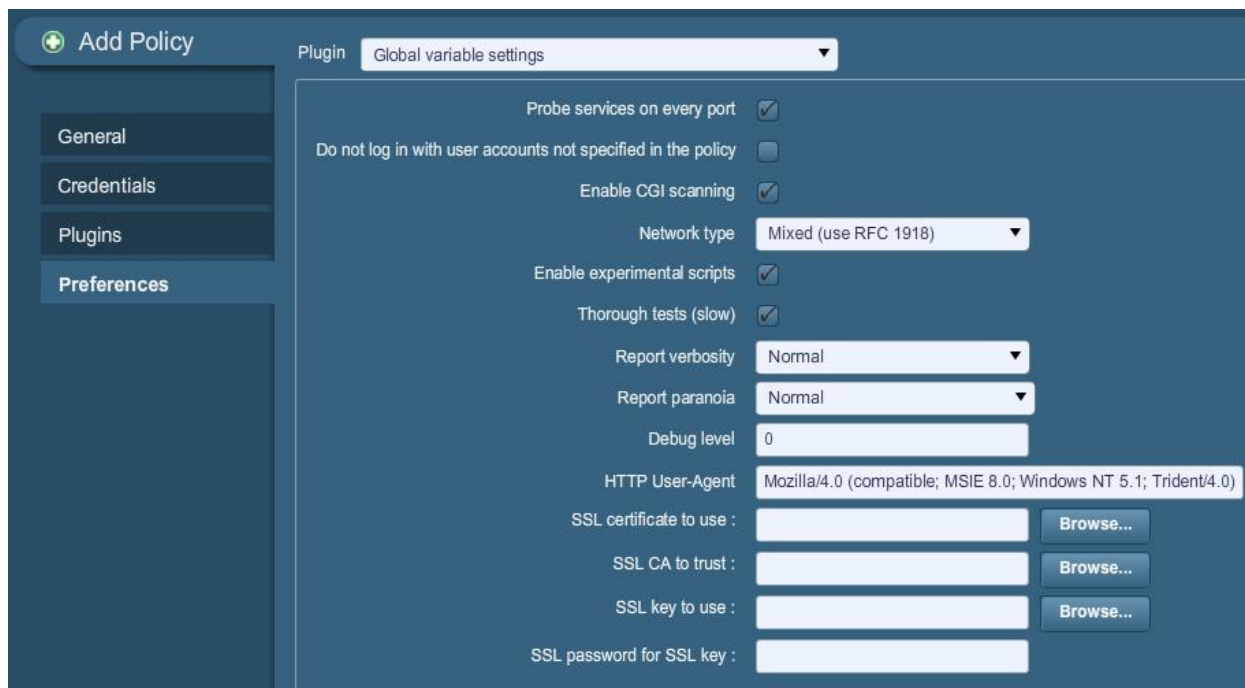 Add Policy
Plugin Global variable settings
General
Credentials
Plugins
Preferences
Probe services on every port
Do not log in with user accounts not specified in the policy
Enable CGI scanning
Network type Mixed (use RFC 1918)
Enable experimental scripts
Thorough tests (slow)
Report verbosity Normal
Report paranoia Normal
Debug level 0
HTTP User-Agent Mozilla/4.0 (compatible; MSIE 8.0; Windows NT 5.1; Trident/4.0)
SSL certificate to use : Browse...
SSL CA to trust : Browse...
SSL key to use : Browse...
SSL password for SSL key :